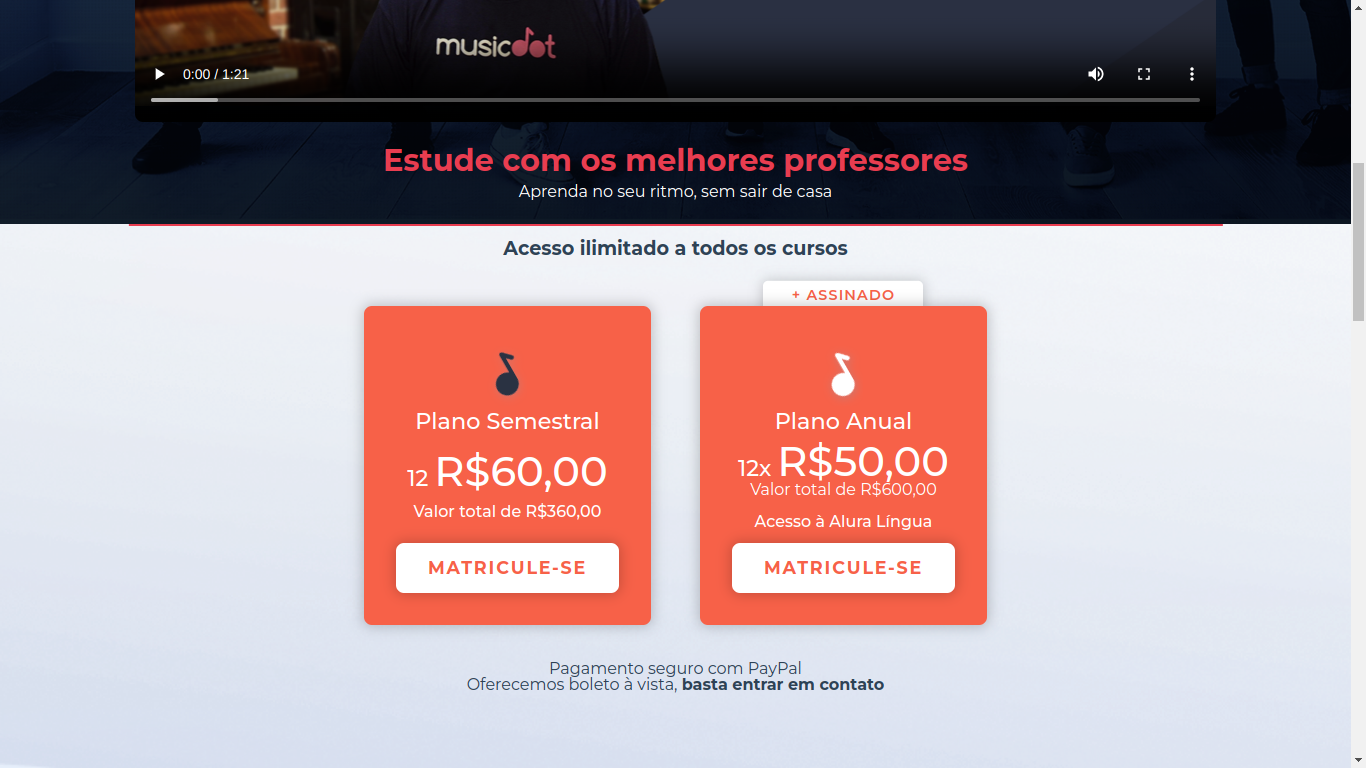 musicdot
0:00 / 1:21
Estude com os melhores professores
Aprenda no seu ritmo, sem sair de casa
Acesso ilimitado a todos os cursos
Plano Semestral
12 R$60,00
Valor total de R$360,00
MATRICULE-SE
+ ASSINADO
Plano Anual
12x R$50,00
Valor total de R$600,00
Acesso à Alura Língua
MATRICULE-SE
Pagamento seguro com PayPal
Oferecemos boleto à vista, basta entrar em contato